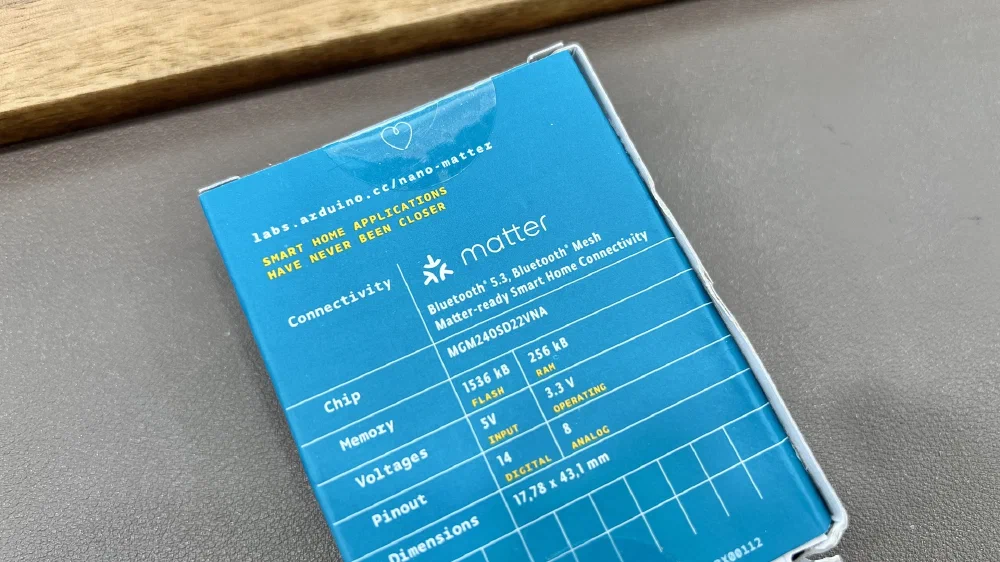 labs.arduino.cc/nano-matter
SMART HOME APPLICATIONS
HAVE NEVER BEEN CLOSER
matter
Connectivity
Bluetooth® 5.3, Bluetooth® Mesh
Matter-ready Smart Home Connectivity
Chip
MGM240SD22VNA
Memory
1536 kB
FLASH
256 kB
RAM
Voltages
5V
INPUT
3.3 V
OPERATING
Pinout
14
DIGITAL
8
ANALOG
Dimensions
17,78 x 43,1 mm